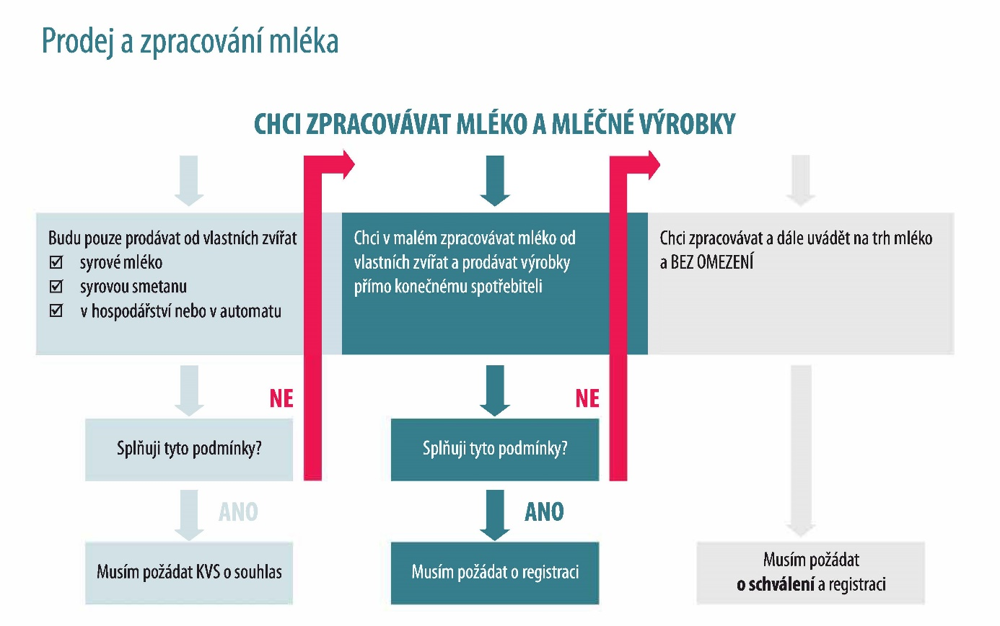 Prodej a zpracování mléka
CHCI ZPRACOVÁVAT MLÉKO A MLÉČNÉ VÝROBKY
Budu pouze prodávat od vlastních zvířat
☑ syrové mléko
☑ syrovou smetanu
☑ v hospodářství nebo v automatu
NE
Splňuji tyto podmínky?
ANO
Musím požádat KVS o souhlas
Chci v malém zpracovávat mléko od
vlastních zvířat a prodávat výrobky
přímo konečnému spotřebiteli
NE
Splňuji tyto podmínky?
ANO
Musím požádat o registraci
Chci zpracovávat a dále uvádět na trh mléko
a BEZ OMEZENÍ
Musím požádat
o schválení a registraci